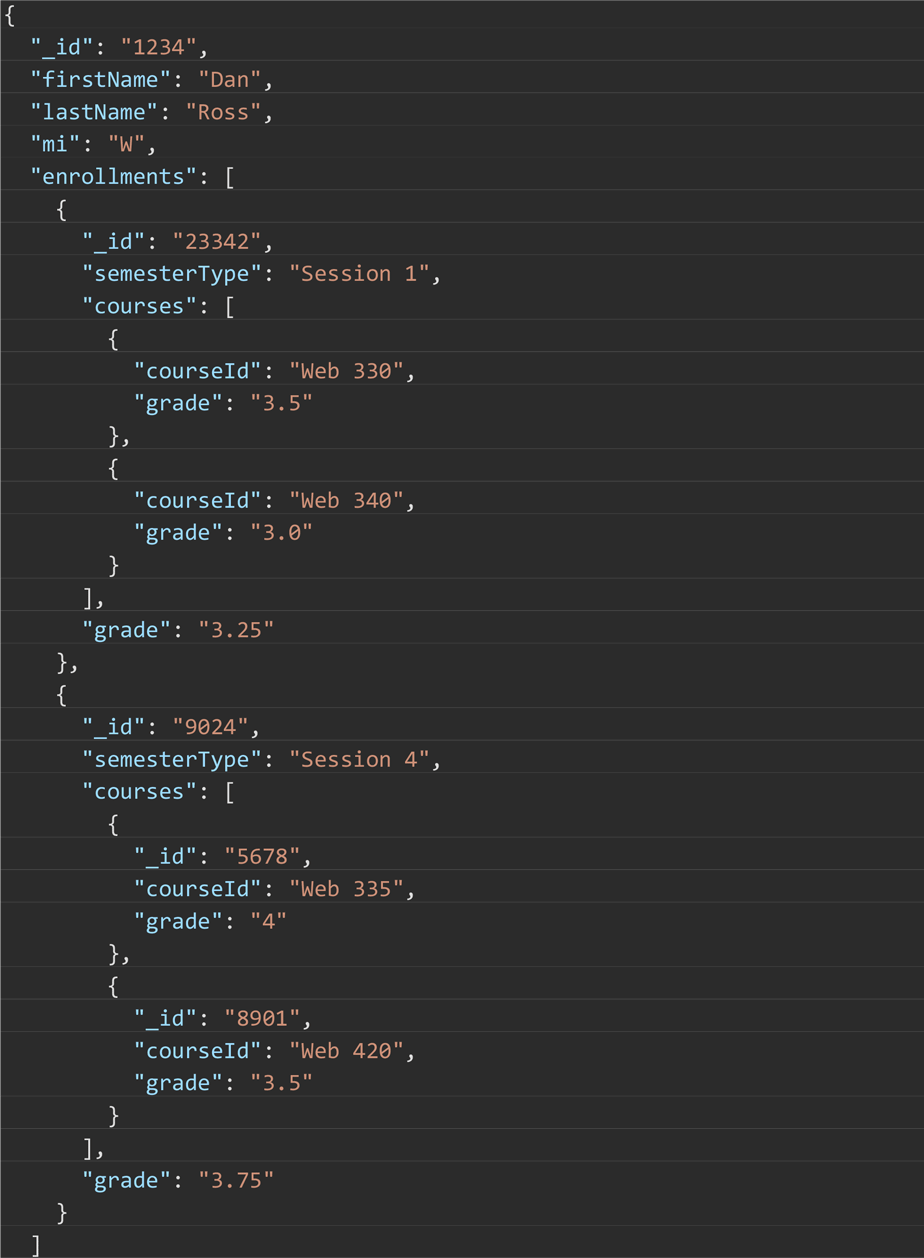 {
  "_id": "1234",
  "firstName": "Dan",
  "lastName": "Ross",
  "mi": "W",
  "enrollments": [
    {
      "_id": "23342",
      "semesterType": "Session 1",
      "courses": [
        {
          "courseId": "Web 330",
          "grade": "3.5"
        },
        {
          "courseId": "Web 340",
          "grade": "3.0"
        }
      ],
      "grade": "3.25"
    },
    {
      "_id": "9024",
      "semesterType": "Session 4",
      "courses": [
        {
          "_id": "5678",
          "courseId": "Web 335",
          "grade": "4"
        },
        {
          "_id": "8901",
          "courseId": "Web 420",
          "grade": "3.5"
        }
      ],
      "grade": "3.75"
    }
  ]